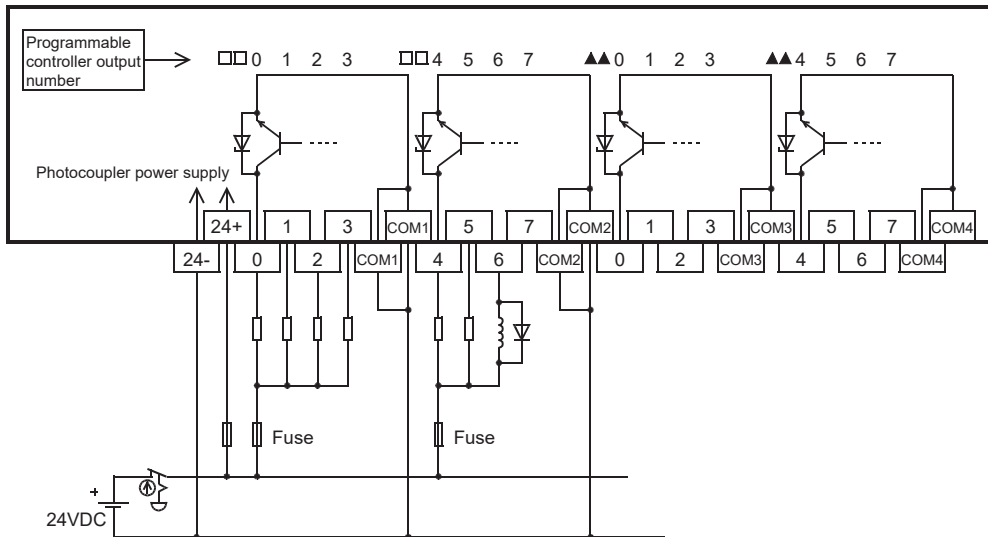 Programmable
controller output
number
□□ 0 1 2 3 □□ 4 5 6 7 ▲▲ 0 1 2 3 ▲▲ 4 5 6 7
Photocoupler power supply
24+ 1 3 COM1 5 7 COM2 1 3 COM3 5 7 COM4
24- 0 2 COM1 4 6 COM2 0 2 COM3 4 6 COM4
Fuse Fuse
+
24VDC